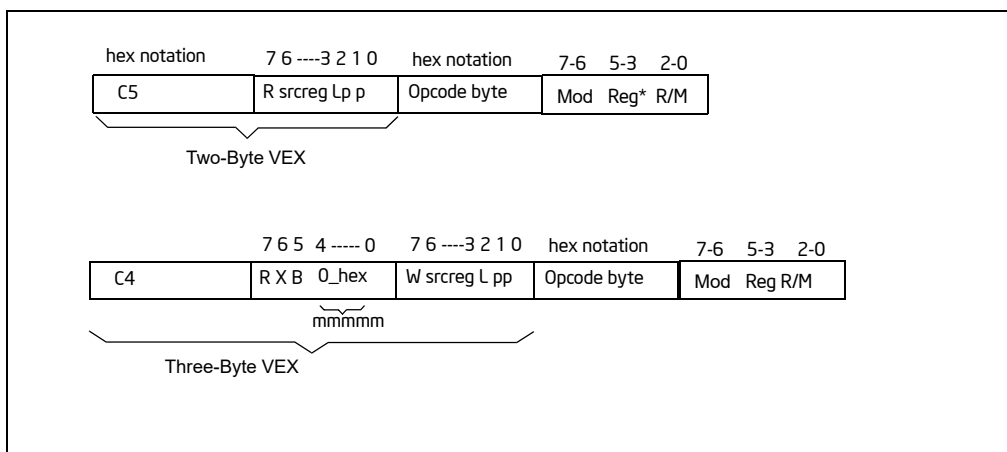 hex notation 7 6 ----3 2 1 0 hex notation 7-6 5-3 2-0
C5 R srcreg Lp p Opcode byte Mod Reg* R/M
Two-Byte VEX
7 6 5 4 ----- 0 7 6 ----3 2 1 0 hex notation 7-6 5-3 2-0
C4 R X B 0_hex W srcreg L pp Opcode byte Mod Reg R/M
mmmmm
Three-Byte VEX